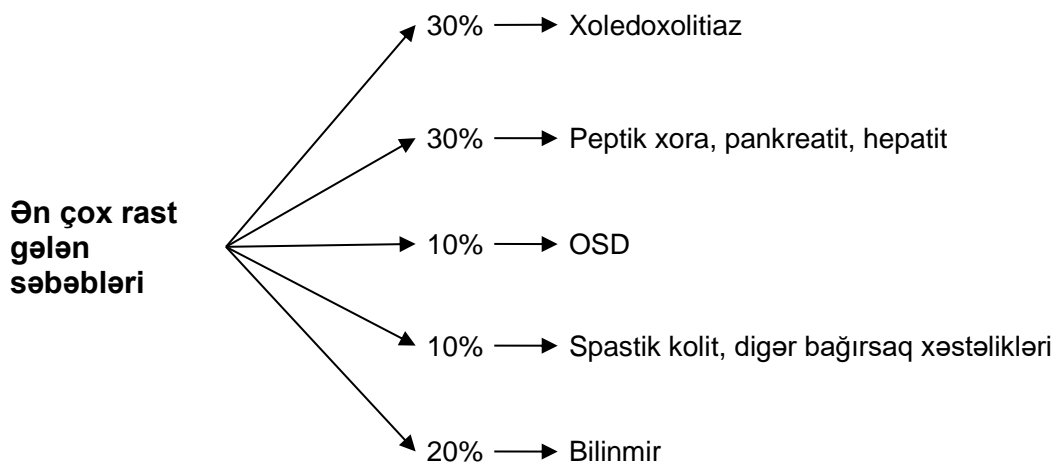 30% Xoledoxolitiaz
30% Peptik xora, pankreatit, hepatit
Ən çox rast
gələn
səbəbləri
10% OSD
10% Spastik kolit, digər bağırsaq xəstəlikləri
20% Bilinmir